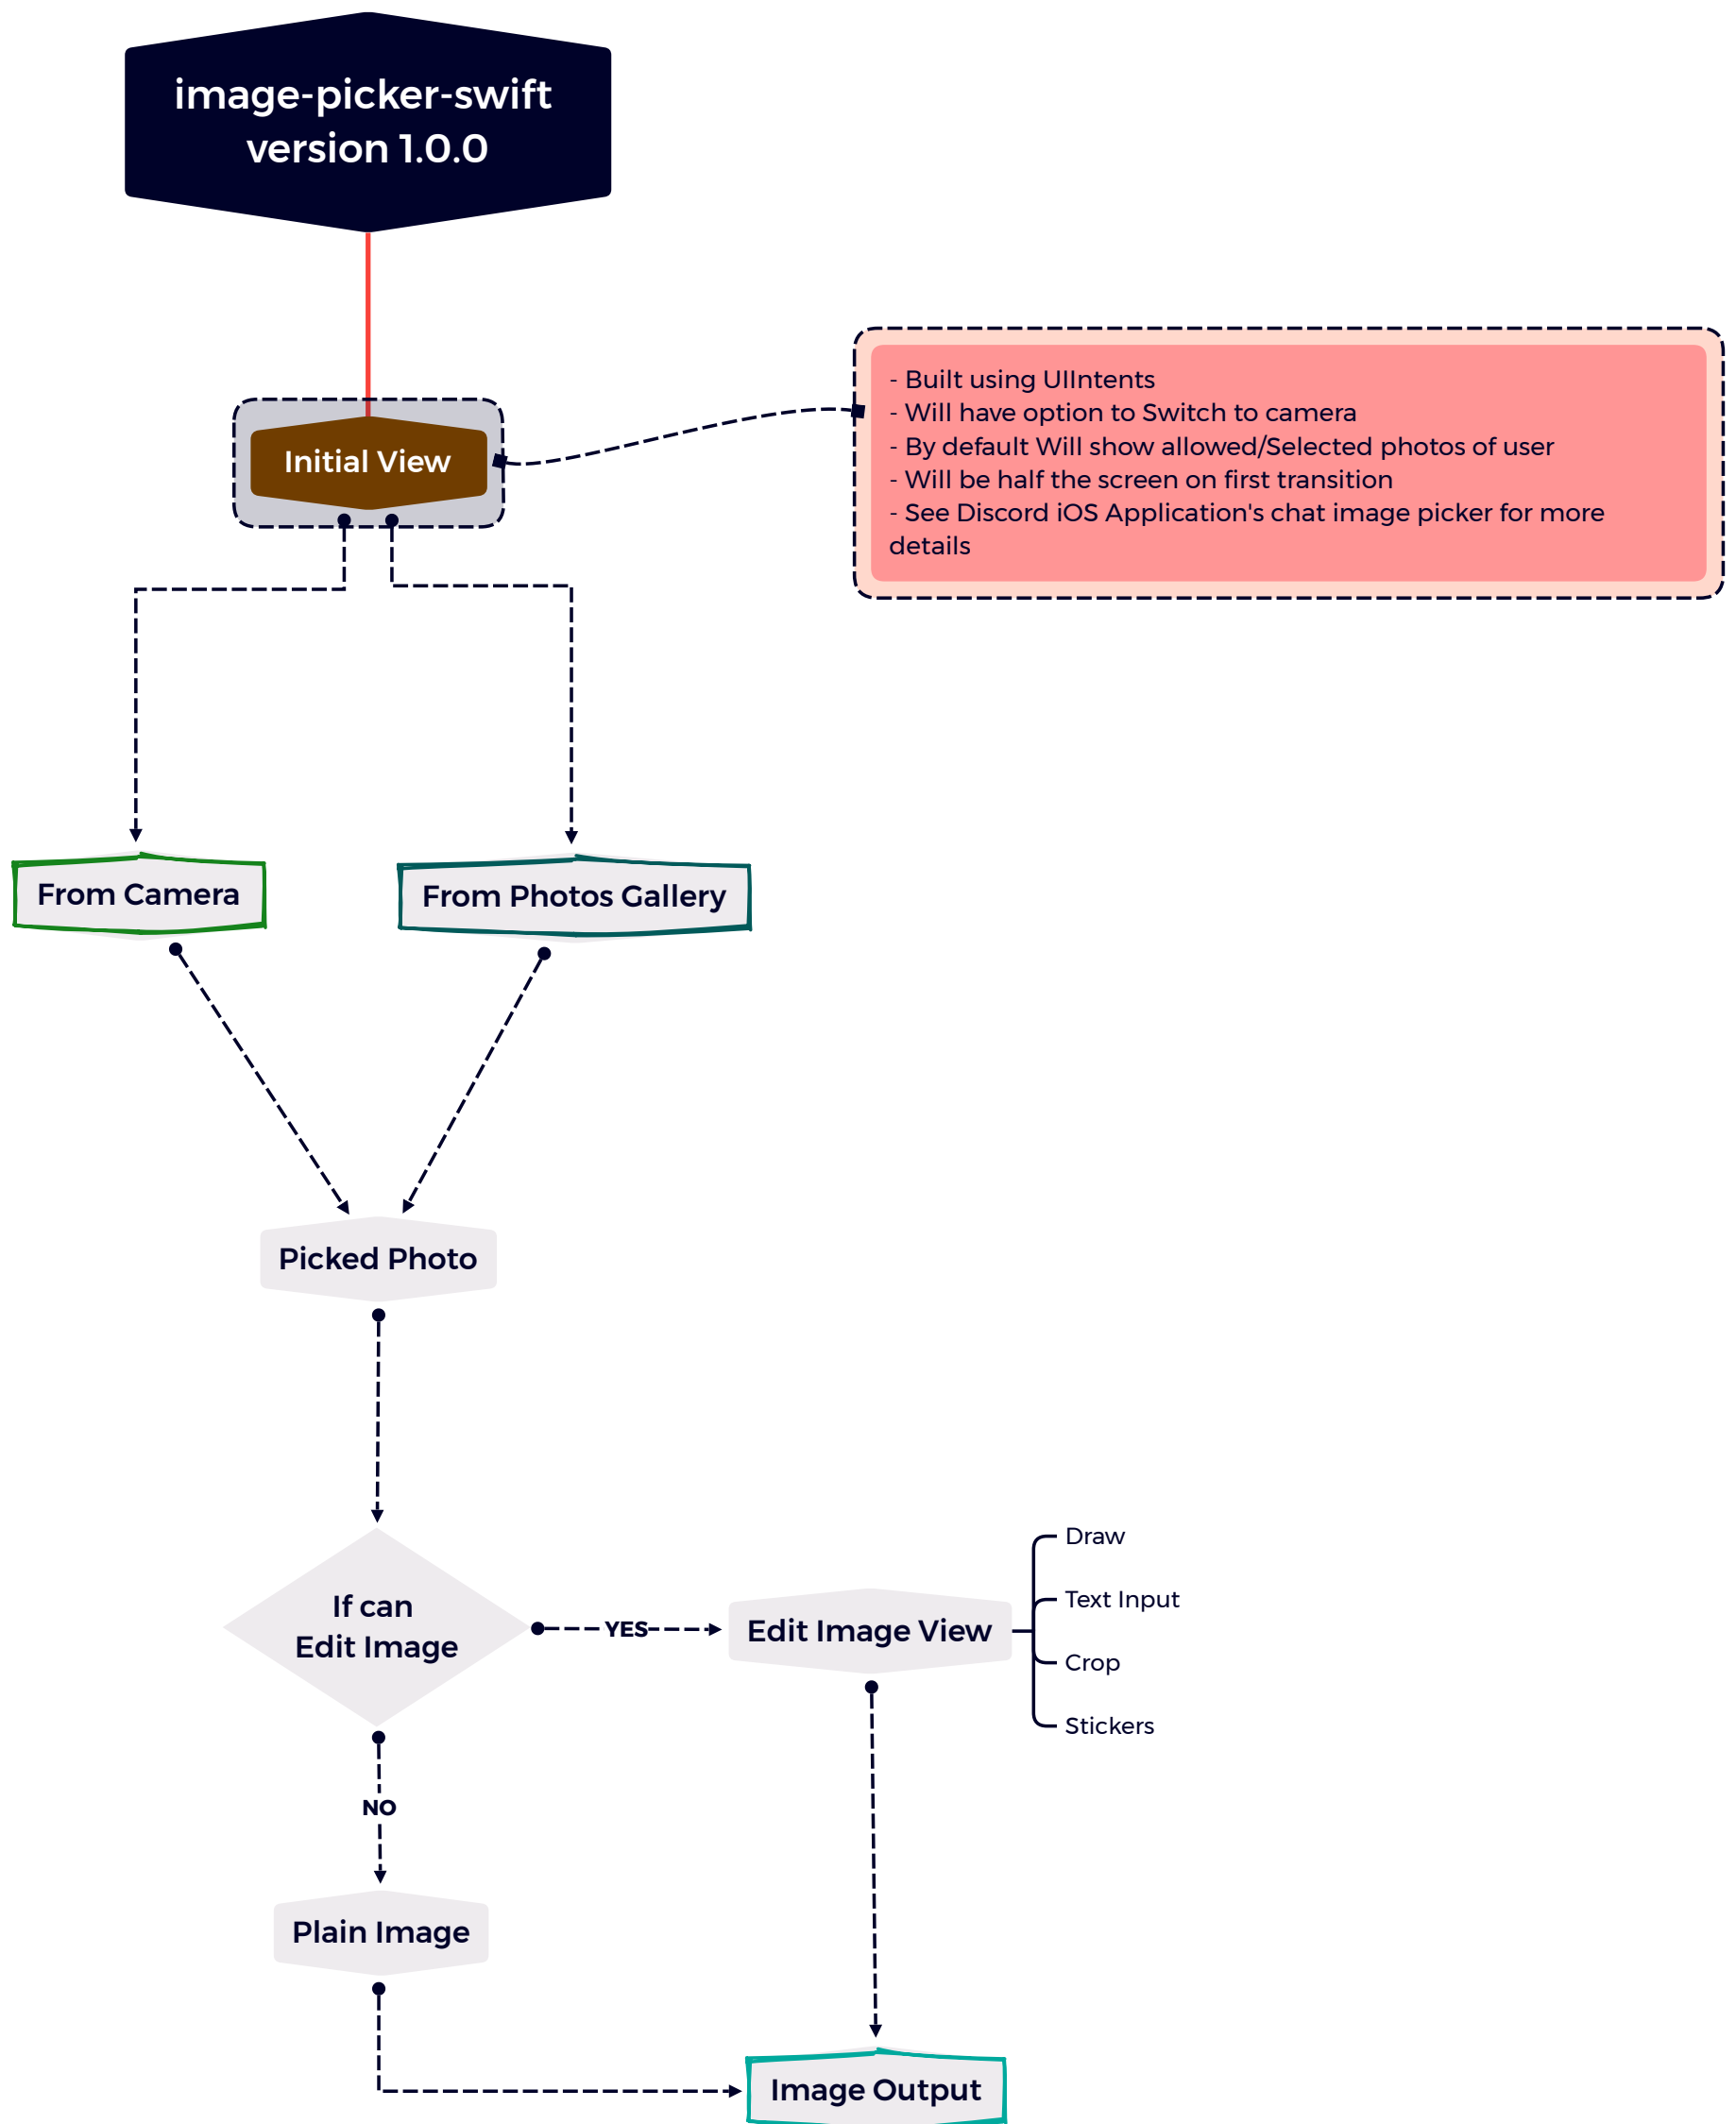 image-picker-swift
version 1.0.0
- Built using UIIntents
- Will have option to Switch to camera
- By default Will show allowed/Selected photos of user
- Will be half the screen on first transition
- See Discord iOS Application's chat image picker for more
details
Initial View
From Camera
From Photos Gallery
Picked Photo
If can
Edit Image
YES
Edit Image View
Draw
Text Input
Crop
Stickers
NO
Plain Image
Image Output